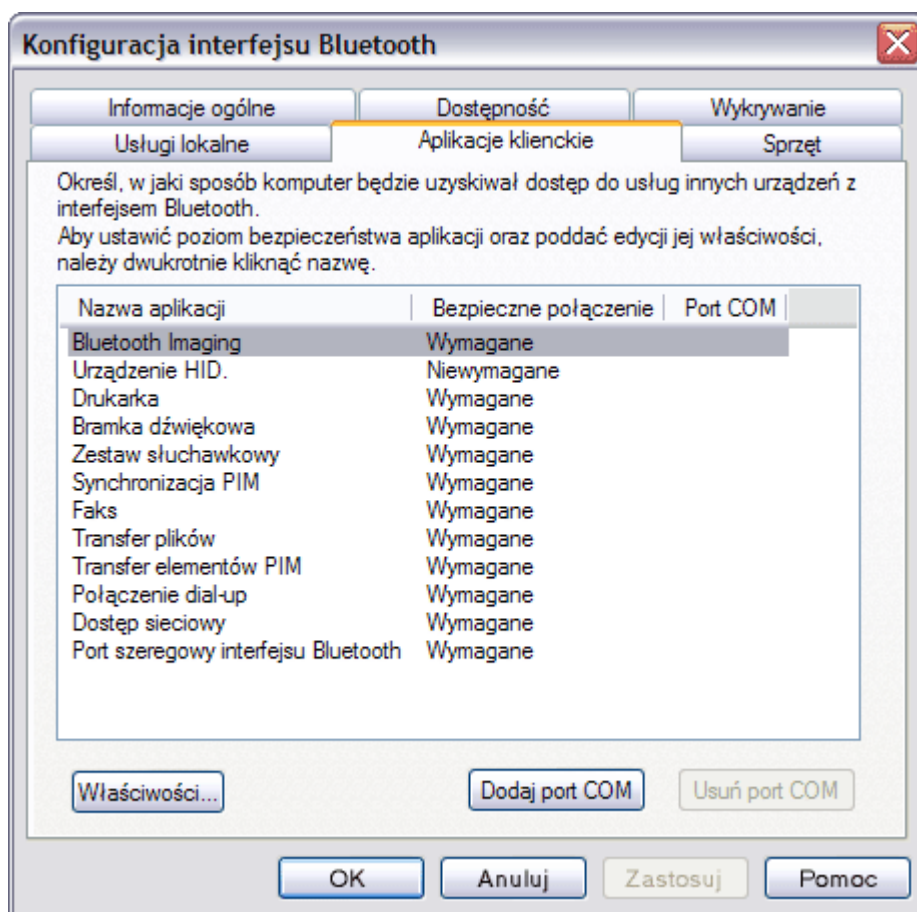 Konfiguracja interfejsu Bluetooth
Informacje ogólne Dostępność Wykrywanie
Usługi lokalne Aplikacje klienckie Sprzęt
Określ, w jaki sposób komputer będzie uzyskiwał dostęp do usług innych urządzeń z
interfejsem Bluetooth.
Aby ustawić poziom bezpieczeństwa aplikacji oraz poddać edycji jej właściwości,
należy dwukrotnie kliknąć nazwę.
Nazwa aplikacji Bezpieczne połączenie Port COM
Bluetooth Imaging Wymagane
Urządzenie HID. Niewymagane
Drukarka Wymagane
Bramka dźwiękowa Wymagane
Zestaw słuchawkowy Wymagane
Synchronizacja PIM Wymagane
Faks Wymagane
Transfer plików Wymagane
Transfer elementów PIM Wymagane
Połączenie dial-up Wymagane
Dostęp sieciowy Wymagane
Port szeregowy interfejsu Bluetooth Wymagane
Właściwości... Dodaj port COM Usuń port COM
OK Anuluj Zastosuj Pomoc